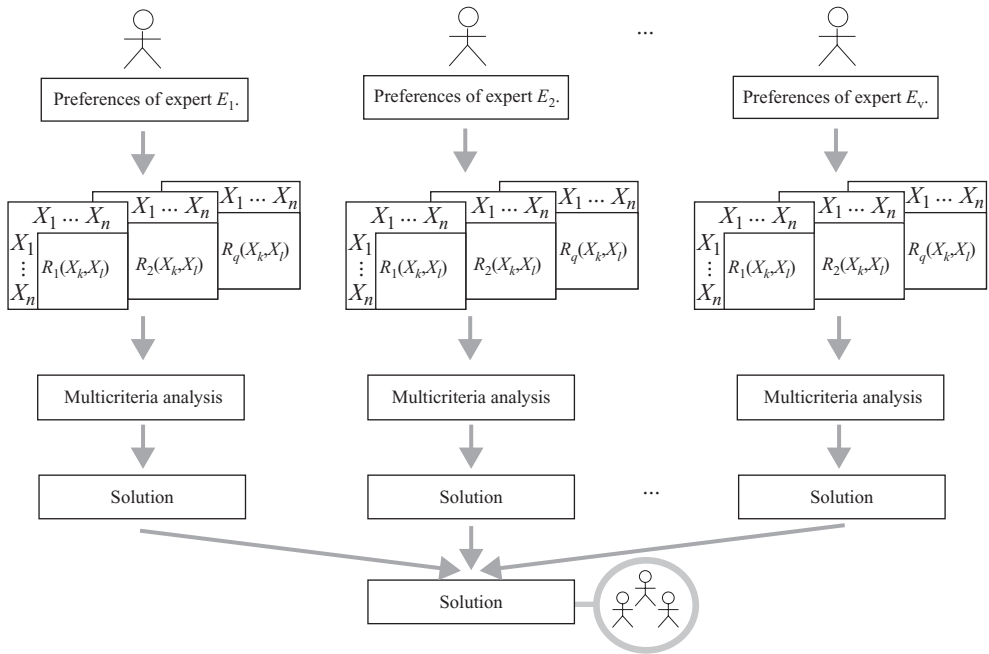 ...
Preferences of expert E₁.
Preferences of expert E₂.
Preferences of expert Eᵥ.
X₁ ... Xₙ
X₁ ... Xₙ
X₁ ... Xₙ
X₁
⋮
Xₙ
R₁(Xₖ,Xₗ)
R₂(Xₖ,Xₗ)
R_q(Xₖ,Xₗ)
X₁ ... Xₙ
X₁ ... Xₙ
X₁ ... Xₙ
X₁
⋮
Xₙ
R₁(Xₖ,Xₗ)
R₂(Xₖ,Xₗ)
R_q(Xₖ,Xₗ)
X₁ ... Xₙ
X₁ ... Xₙ
X₁ ... Xₙ
X₁
⋮
Xₙ
R₁(Xₖ,Xₗ)
R₂(Xₖ,Xₗ)
R_q(Xₖ,Xₗ)
Multicriteria analysis
Multicriteria analysis
Multicriteria analysis
Solution
Solution
...
Solution
Solution